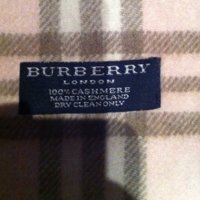 BURBERRY
LONDON
100% CASHMERE
MADE IN ENGLAND
DRY CLEAN ONLY